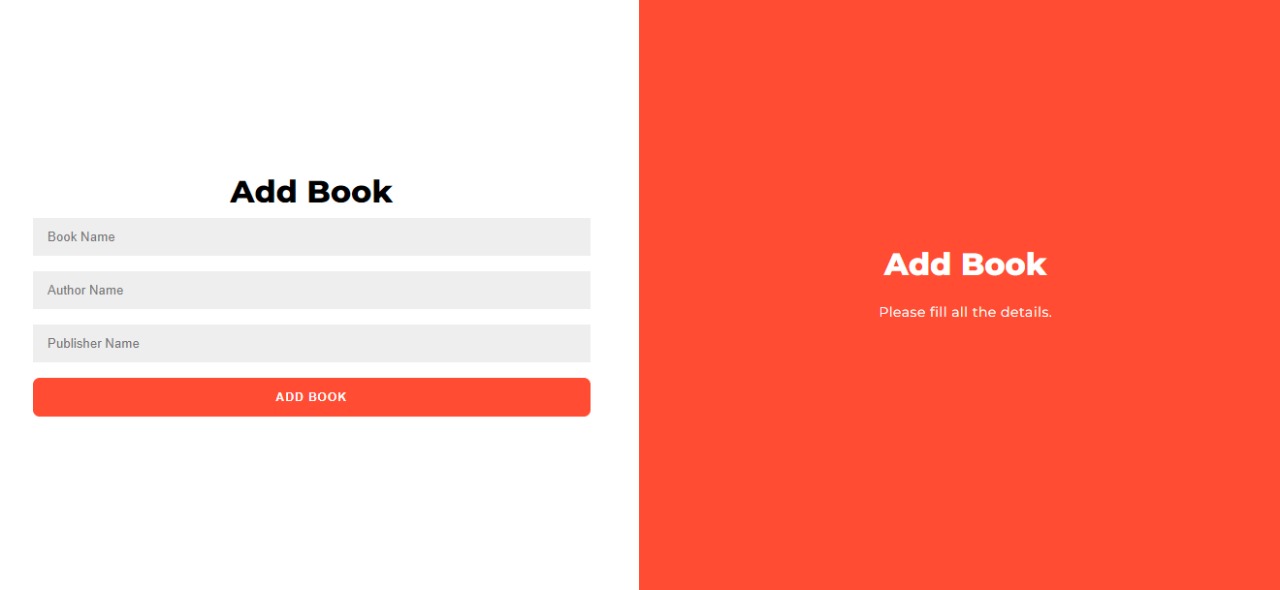 Add Book
Book Name
Author Name
Publisher Name
ADD BOOK
Add Book
Please fill all the details.